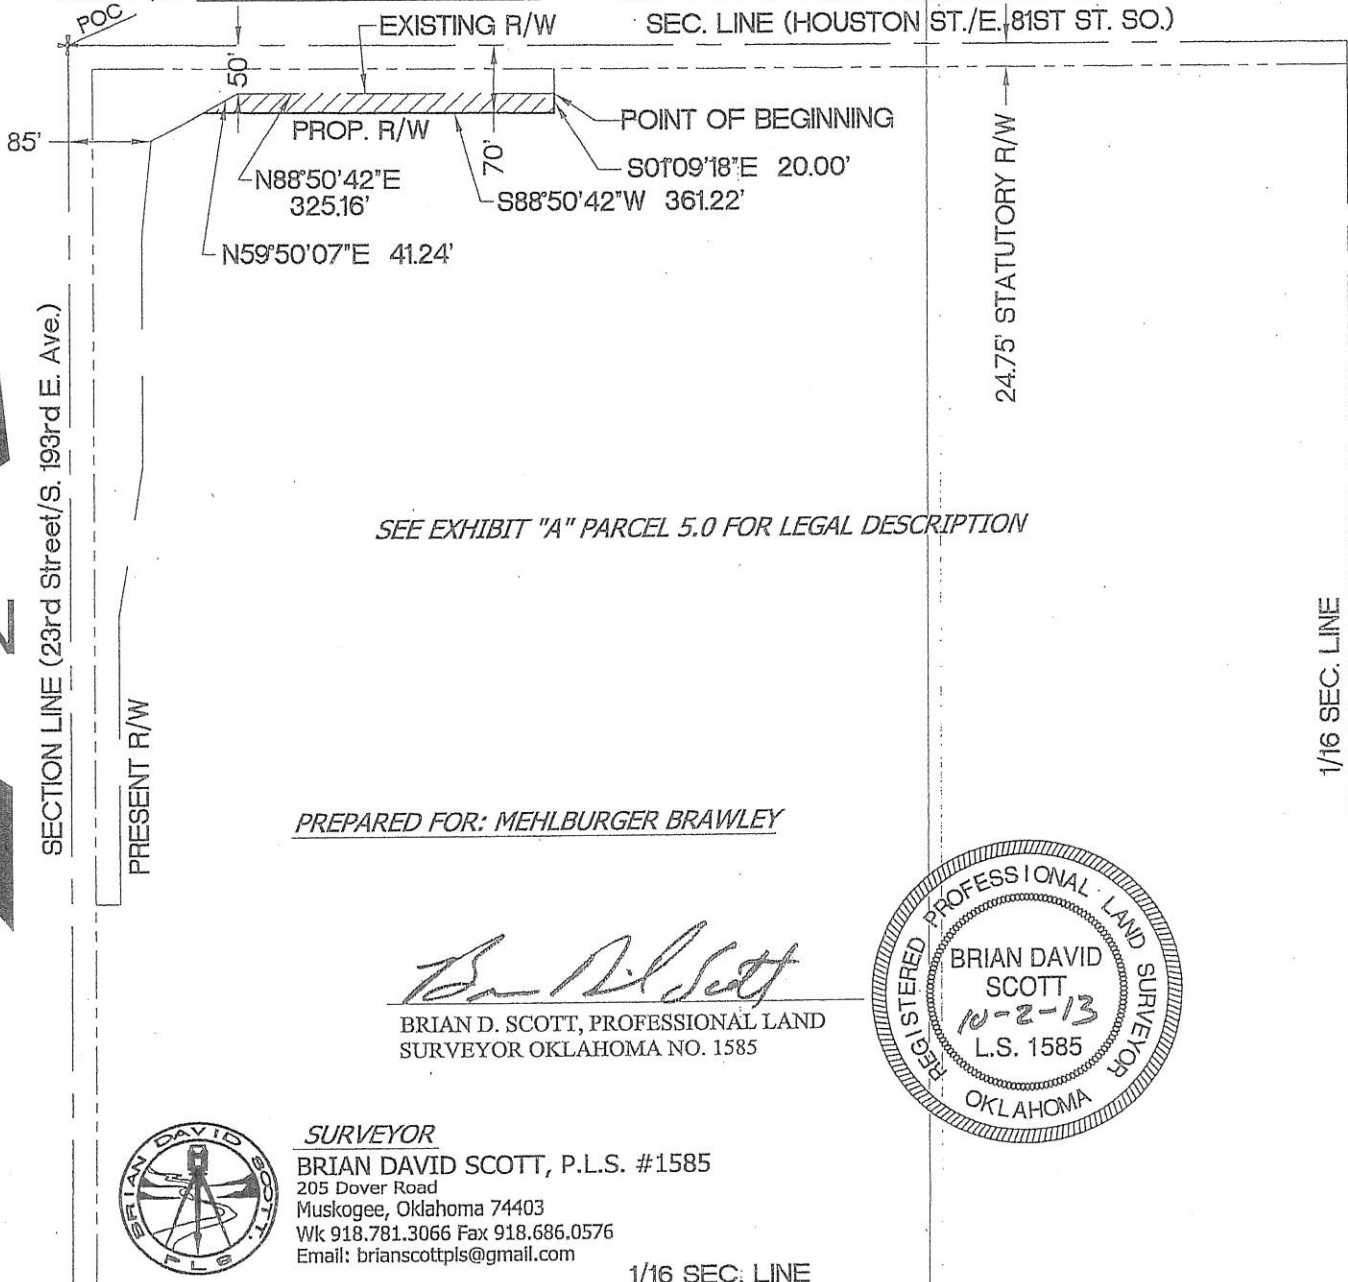 POC
EXISTING R/W
SEC. LINE (HOUSTON ST./E. 81ST ST. SO.)
50'
85'
PROP. R/W
70'
POINT OF BEGINNING
S01°09'18"E 20.00'
N88°50'42"E
325.16'
S88°50'42"W 361.22'
N59°50'07"E 41.24'
24.75' STATUTORY R/W
SECTION LINE (23rd Street/S. 193rd E. Ave.)
SEE EXHIBIT "A" PARCEL 5.0 FOR LEGAL DESCRIPTION
1/16 SEC. LINE
PRESENT R/W
PREPARED FOR: MEHLBURGER BRAWLEY
BRIAN D. SCOTT, PROFESSIONAL LAND
SURVEYOR OKLAHOMA NO. 1585
REGISTERED PROFESSIONAL LAND SURVEYOR
BRIAN DAVID
SCOTT
10-2-13
L.S. 1585
OKLAHOMA
BRIAN DAVID SCOTT,
PLS
SURVEYOR
BRIAN DAVID SCOTT, P.L.S. #1585
205 Dover Road
Muskogee, Oklahoma 74403
Wk 918.781.3066 Fax 918.686.0576
Email: brianscottpls@gmail.com
1/16 SEC. LINE